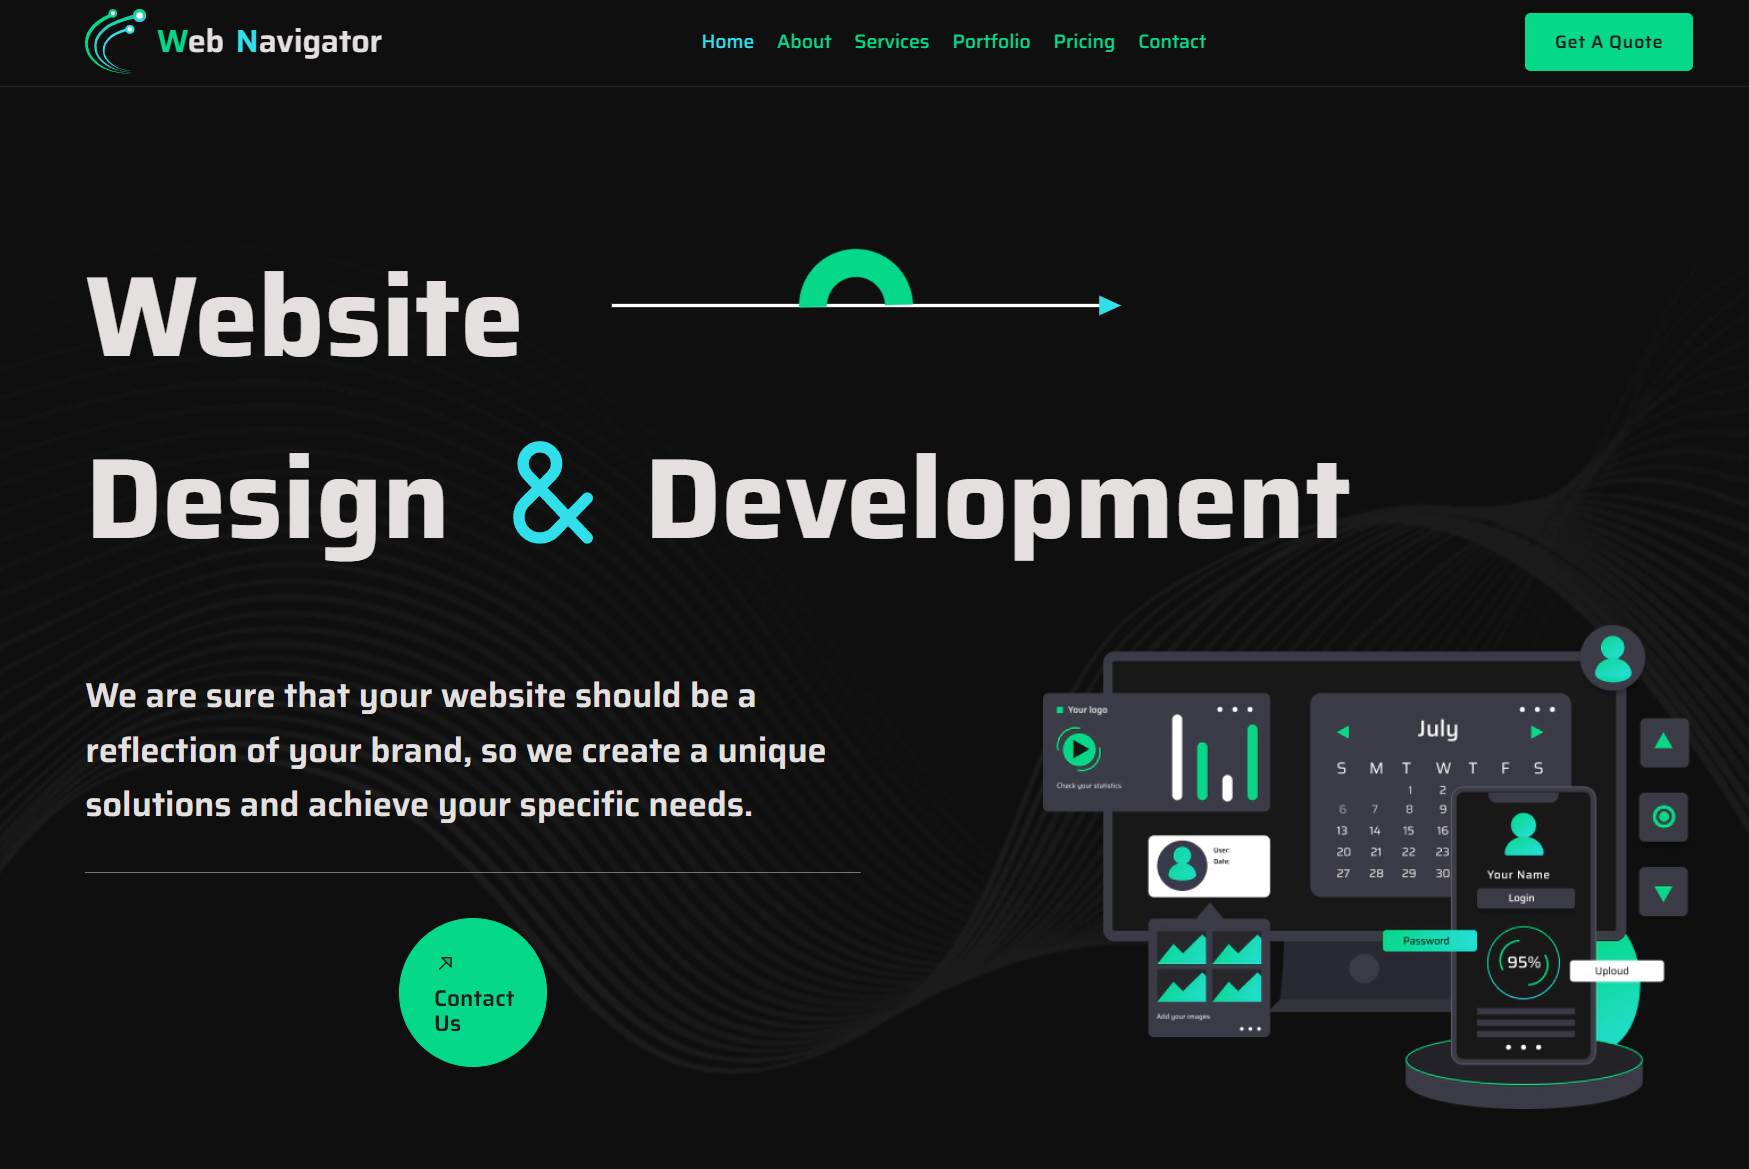 Web Navigator
Home About Services Portfolio Pricing Contact
Get A Quote
Website
Design & Development
We are sure that your website should be a
reflection of your brand, so we create a unique
solutions and achieve your specific needs.
Contact
Us
Your logo
Check your statistics
July
S M T W T F S
1 2
6 7 8 9
13 14 15 16
20 21 22 23
27 28 29 30
User:
Date:
Your Name
Login
Password
95%
Uploud
Add your images